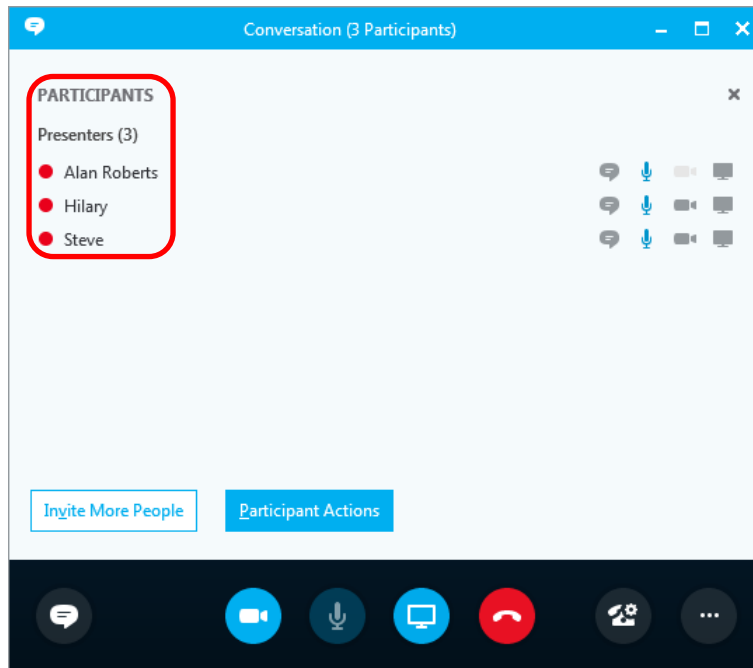 Conversation (3 Participants)
PARTICIPANTS
Presenters (3)
Alan Roberts
Hilary
Steve
Invite More People
Participant Actions